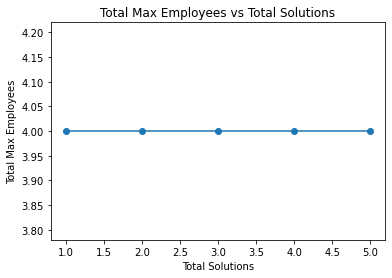 Total Max Employees vs Total Solutions
4.20
4.15
4.10
4.05
4.00
3.95
3.90
3.85
3.80
Total Max Employees
1.0 1.5 2.0 2.5 3.0 3.5 4.0 4.5 5.0
Total Solutions